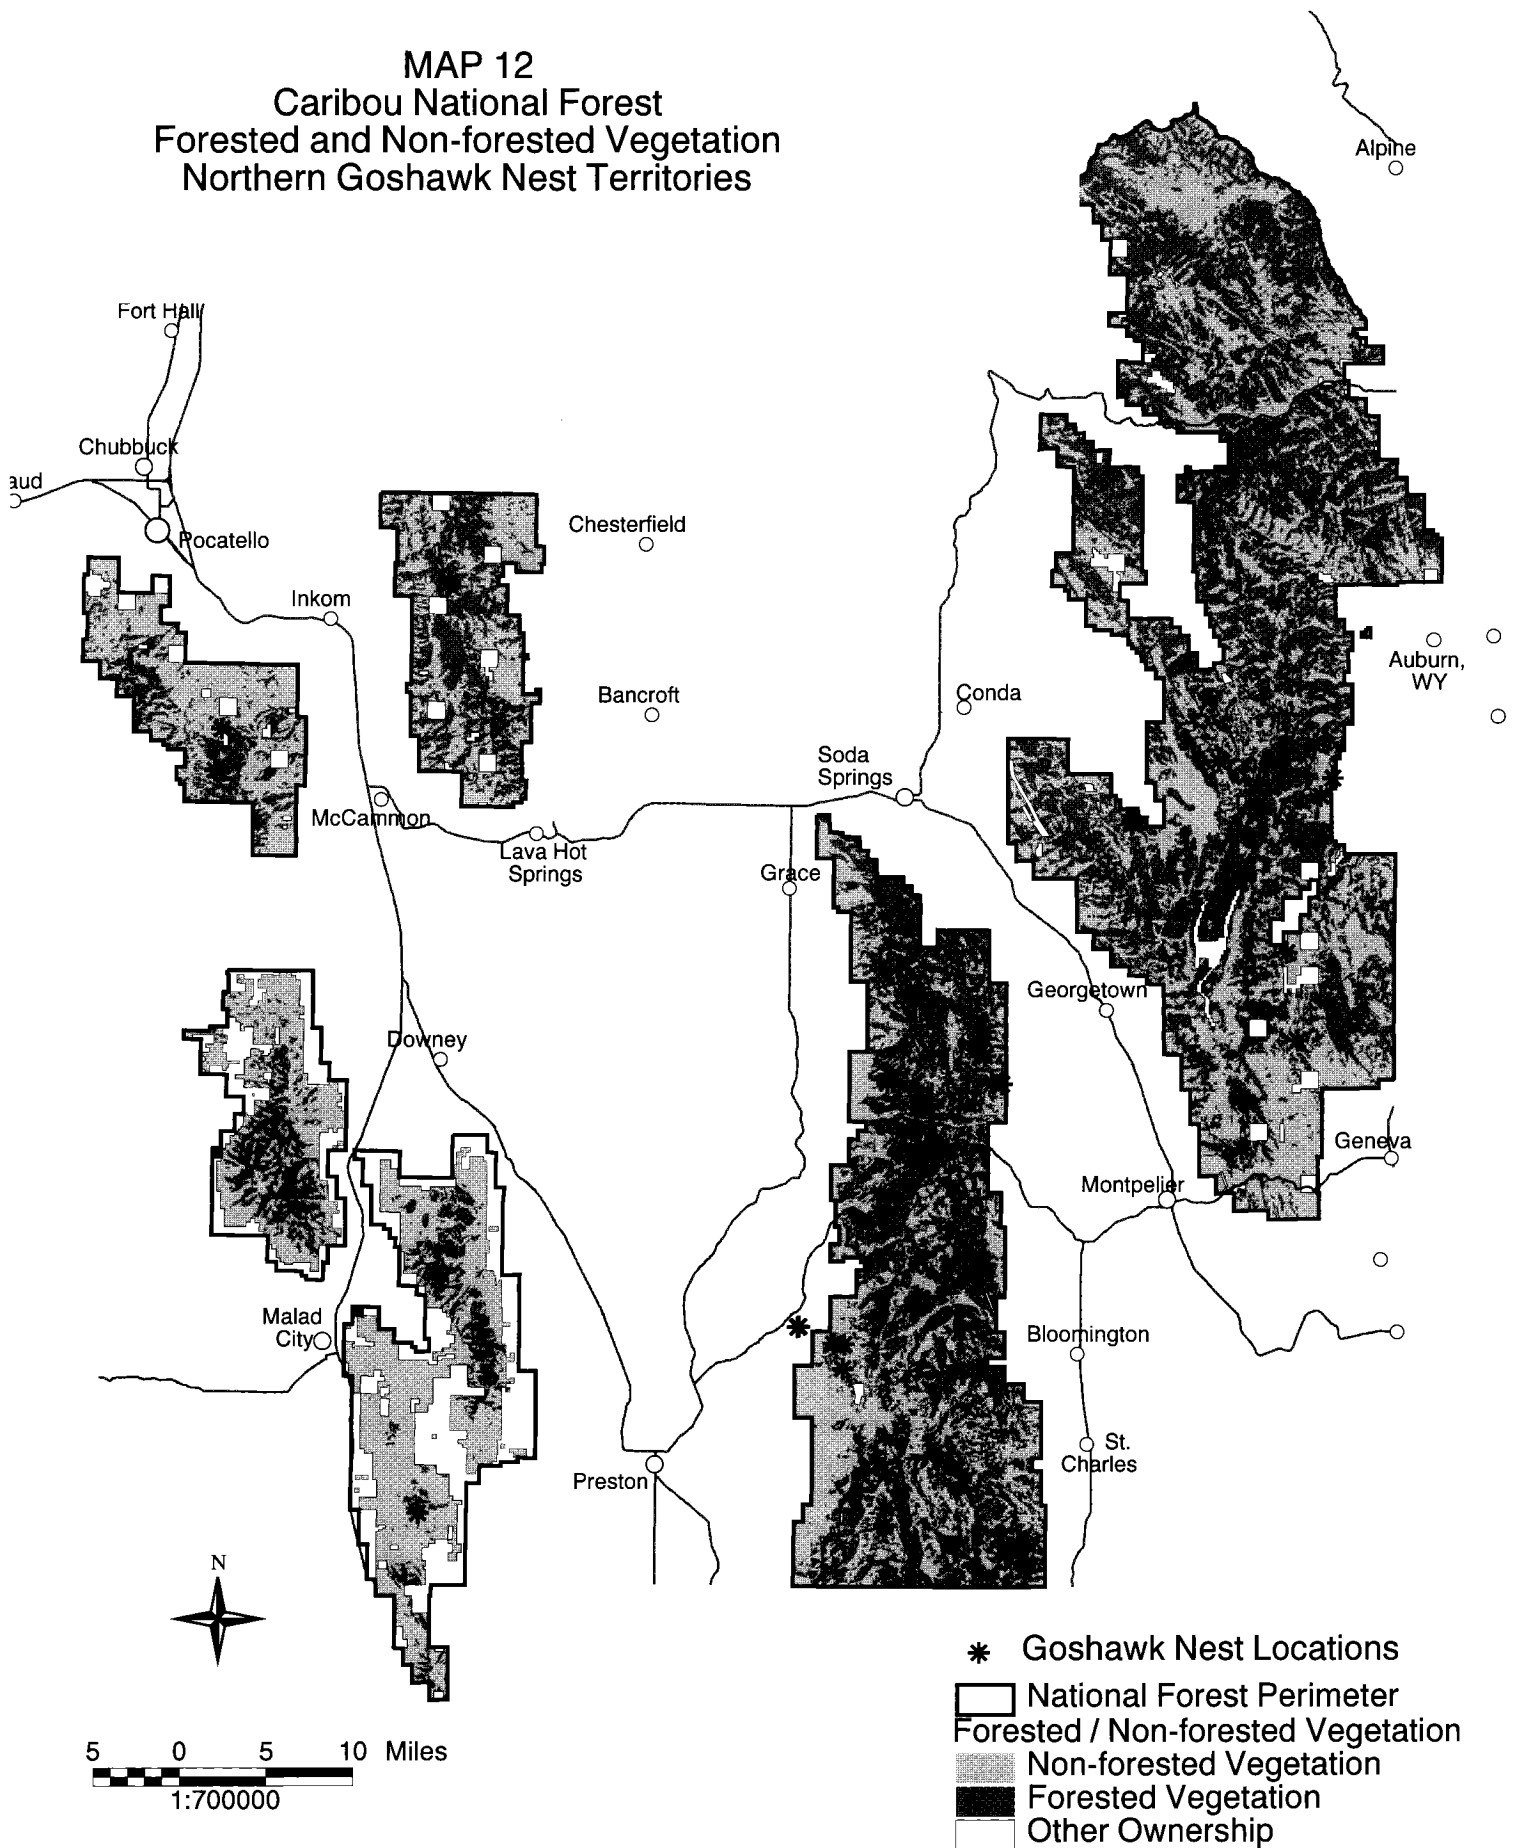 MAP 12
Caribou National Forest
Forested and Non-forested Vegetation
Northern Goshawk Nest Territories
Alpine
Fort Hall
Chubbuck
aud
Pocatello
Chesterfield
Inkom
Auburn,
WY
Bancroft
Conda
Soda
Springs
McCammon
Lava Hot
Springs
Grace
Georgetown
Downey
Geneva
Montpelier
Malad
City
Bloomington
St.
Charles
Preston
N
Goshawk Nest Locations
National Forest Perimeter
Forested / Non-forested Vegetation
Non-forested Vegetation
Forested Vegetation
Other Ownership
5 0 5 10 Miles
1:700000